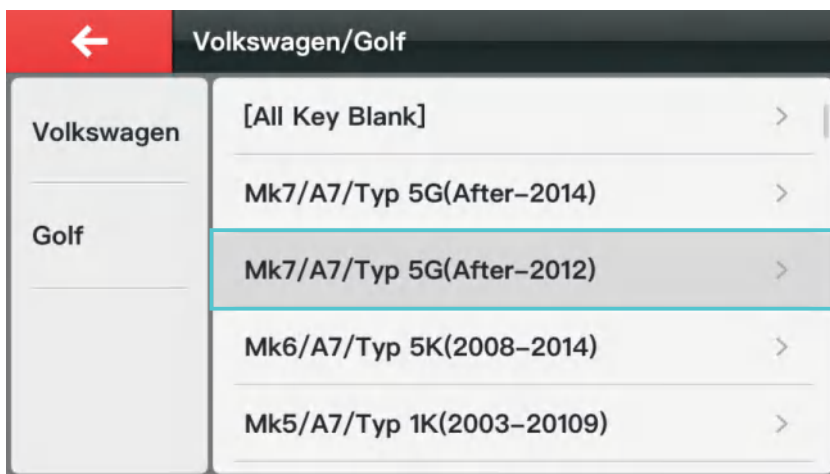 Volkswagen/Golf
Volkswagen
Golf
[All Key Blank]
Mk7/A7/Typ 5G(After-2014)
Mk7/A7/Typ 5G(After-2012)
Mk6/A7/Typ 5K(2008-2014)
Mk5/A7/Typ 1K(2003-20109)